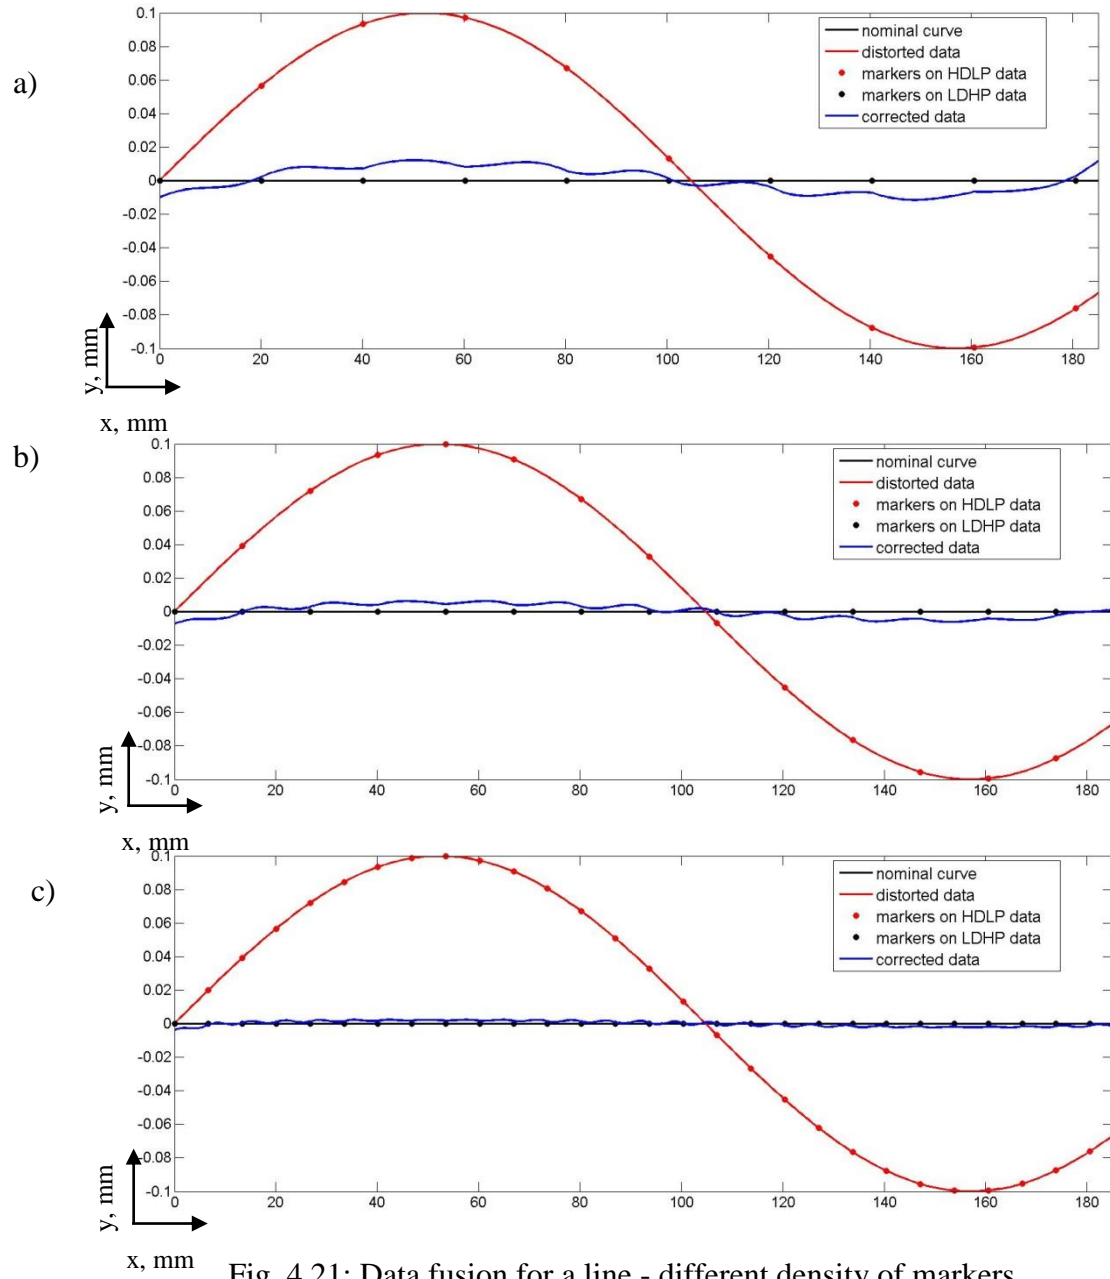 a)
0.1
0.08
0.06
0.04
0.02
0
-0.02
-0.04
-0.06
-0.08
-0.1
nominal curve
distorted data
markers on HDLP data
markers on LDHP data
corrected data
0 20 40 60 80 100 120 140 160 180
y, mm
x, mm
b)
0.1
0.08
0.06
0.04
0.02
0
-0.02
-0.04
-0.06
-0.08
-0.1
nominal curve
distorted data
markers on HDLP data
markers on LDHP data
corrected data
0 20 40 60 80 100 120 140 160 180
y, mm
x, mm
c)
0.1
0.08
0.06
0.04
0.02
0
-0.02
-0.04
-0.06
-0.08
-0.1
nominal curve
distorted data
markers on HDLP data
markers on LDHP data
corrected data
0 20 40 60 80 100 120 140 160 180
y, mm
x, mm
Fig. 4.21: Data fusion for a line - different density of markers